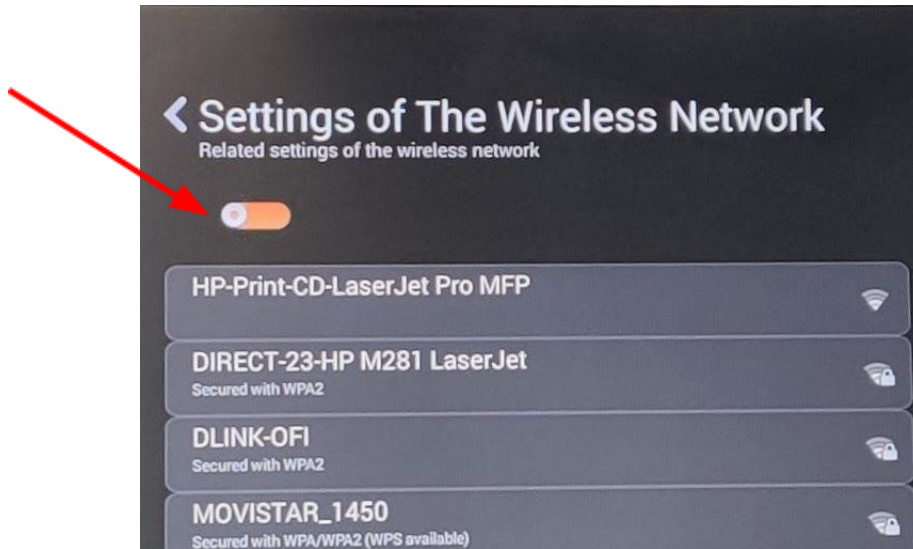 Settings of The Wireless Network
Related settings of the wireless network
HP-Print-CD-LaserJet Pro MFP
DIRECT-23-HP M281 LaserJet
Secured with WPA2
DLINK-OFI
Secured with WPA2
MOVISTAR_1450
Secured with WPA/WPA2 (WPS available)